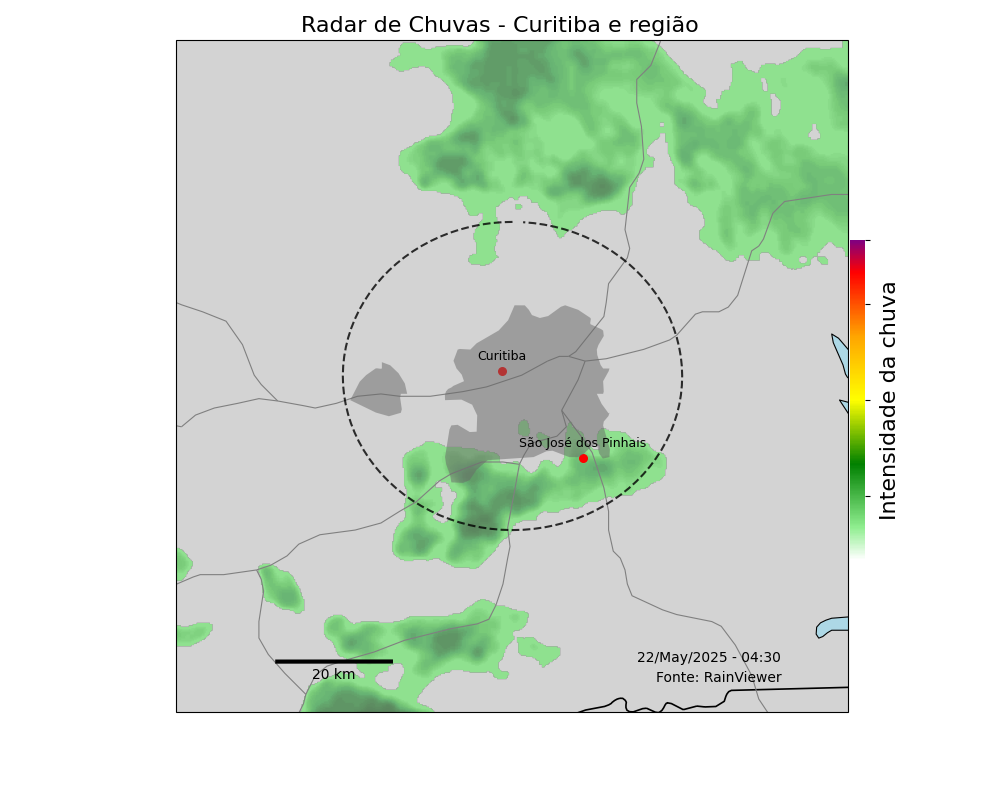 Radar de Chuvas - Curitiba e região
Curitiba
São José dos Pinhais
Intensidade da chuva
22/May/2025 - 04:30
20 km
Fonte: RainViewer